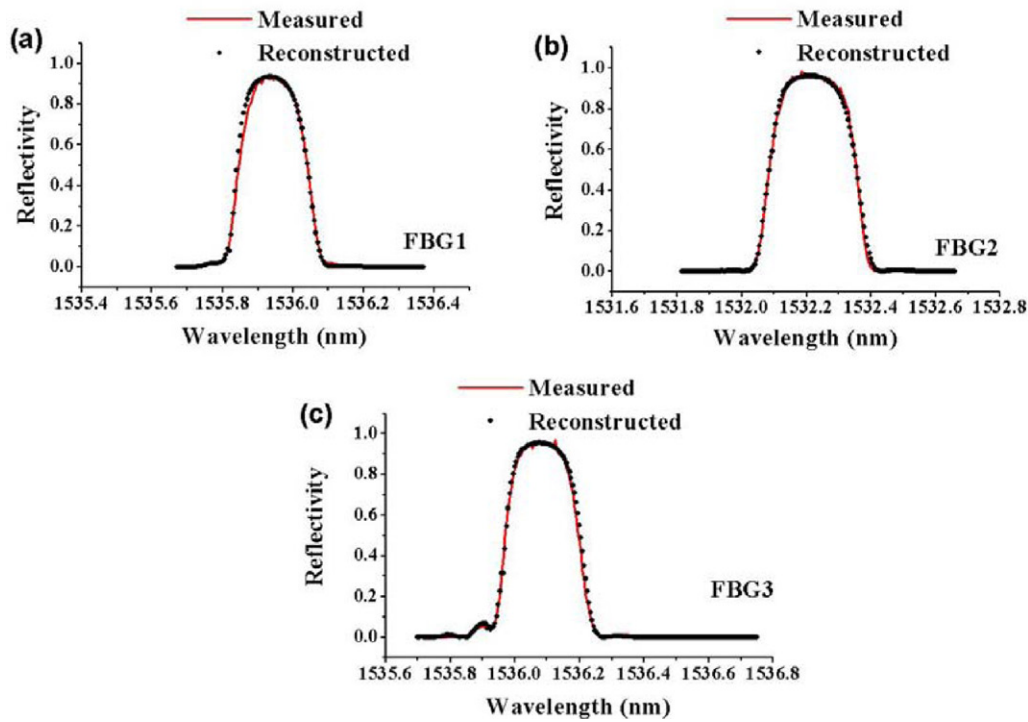 (a)
Measured
Reconstructed
1.0
0.8
0.6
0.4
0.2
0.0
Reflectivity
FBG1
1535.4 1535.6 1535.8 1536.0 1536.2 1536.4
Wavelength (nm)
(b)
Measured
Reconstructed
1.0
0.8
0.6
0.4
0.2
0.0
Reflectivity
FBG2
1531.6 1531.8 1532.0 1532.2 1532.4 1532.6 1532.8
Wavelength (nm)
(c)
Measured
Reconstructed
1.0
0.8
0.6
0.4
0.2
0.0
Reflectivity
FBG3
1535.6 1535.8 1536.0 1536.2 1536.4 1536.6 1536.8
Wavelength (nm)